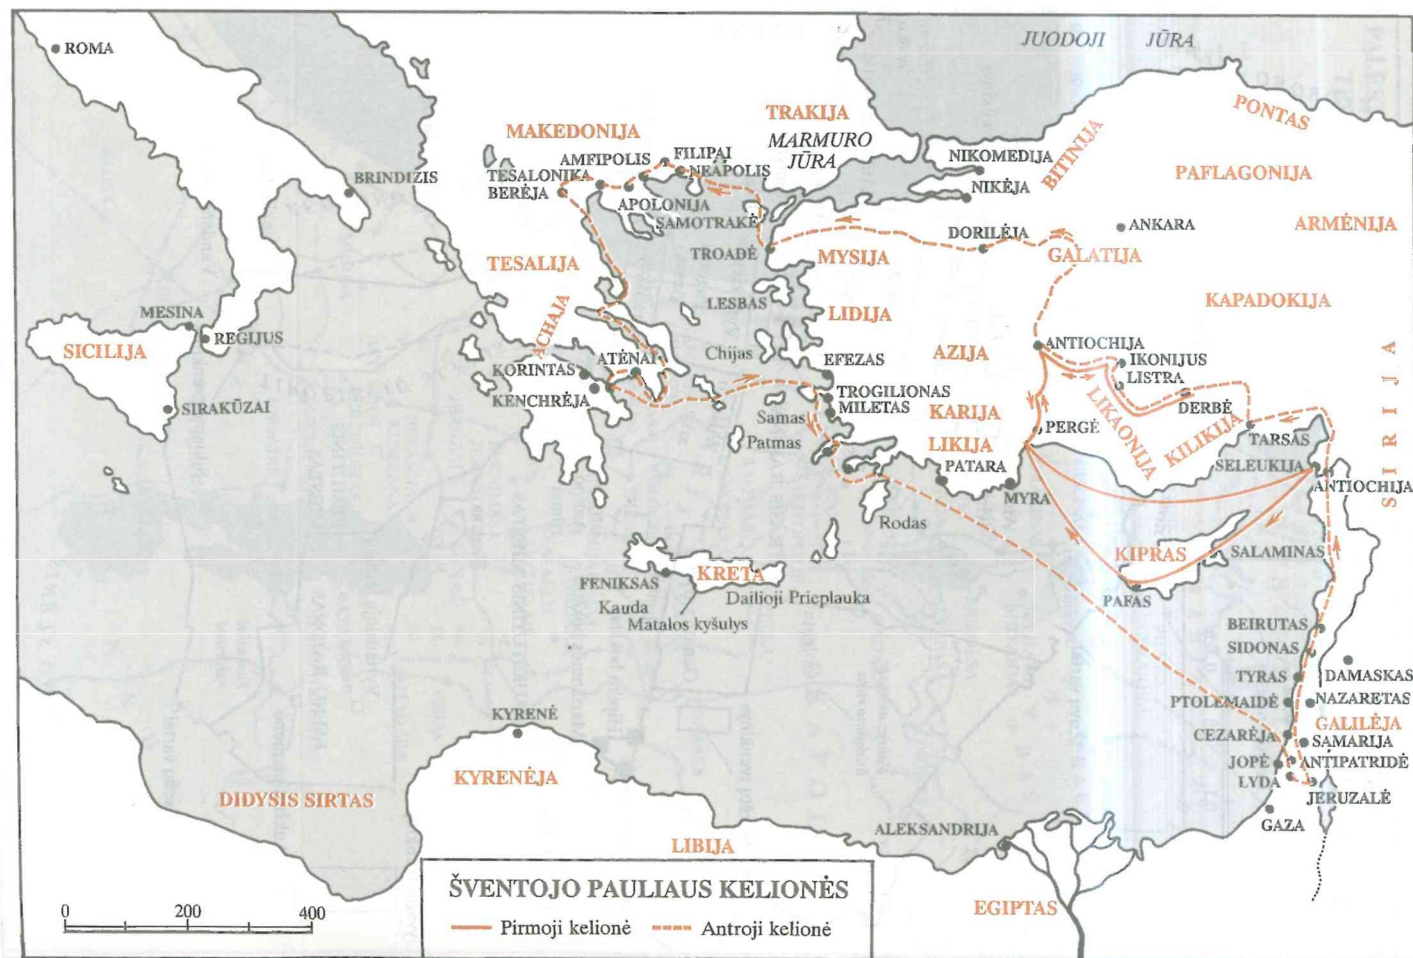 JUODOJI JŪRA
ROMA
PONTAS
TRAKIJA
MAKEDONIJA
MARMURO
JŪRA
BITINIJA
FILIPAI
AMFIPOLIS
NEAPOLIS
NIKOMEDIJA
TEŠALONIKA
BERĖJA
BRINDIZIS
PAFLAGONIJA
NIKĖJA
APOLONIJA
SAMOTRAKĖ
ANKARA
ARMĖNIJA
DORILĖJA
TROADĖ
MYSIJA
GALATIJA
TESALIJA
LESBAS
KAPADOKIJA
MESINA
REGIJUS
SICILIJA
ACHAJA
LIDIJA
Chijas
AZIJA
ANTIOCHIJA
ATĖNAI
EFEZAS
IKONIJUS
KORINTAS
LISTRA
KENCHRĖJA
TROGILIONAS
MILETAS
SIRAKŪZAI
Samas
KARIJA
DERBĖ
LIKAONIJA
KILIKIJA
SIRIJA
PERGĖ
Patmas
LIKIJA
TARSAS
PATARA
SELEUKIJA
ANTIOCHIJA
MYRA
Rodas
KIPRAS
SALAMINAS
FENIKSAS
KRETA
Kauda
Dailioji Prieplauka
Matalos kyšulys
PAFAS
BEIRUTAS
SIDONAS
TYRAS
DAMASKAS
PTOLEMAIDĖ
NAZARETAS
GALILĖJA
KYRENĖ
CEZARĖJA
SAMARIJA
JOPĖ
ANTIPATRIDĖ
LYDA
JERUZALĖ
KYRENĖJA
DIDYSIS SIRTAS
GAZA
ALEKSANDRIJA
LIBIJA
EGIPTAS
ŠVENTOJO PAULIAUS KELIONĖS
Pirmoji kelionė Antroji kelionė
0 200 400